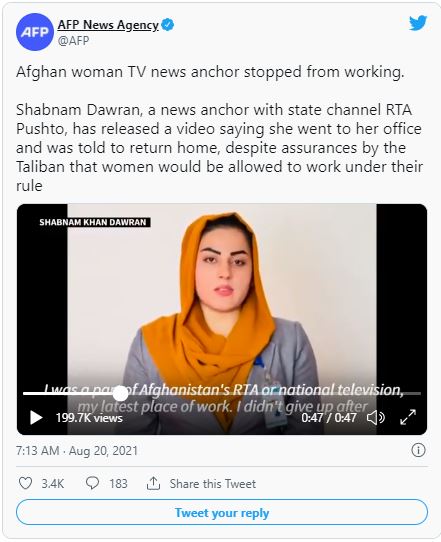 AFP
AFP News Agency
@AFP
Afghan woman TV news anchor stopped from working.
Shabnam Dawran, a news anchor with state channel RTA
Pushto, has released a video saying she went to her office
and was told to return home, despite assurances by the
Taliban that women would be allowed to work under their
rule
SHABNAM KHAN DAWRAN
I was a part of Afghanistan's RTA or national television,
my latest place of work. I didn't give up after
199.7K views
0:47 / 0:47
7:13 AM · Aug 20, 2021
3.4K 183 Share this Tweet
Tweet your reply